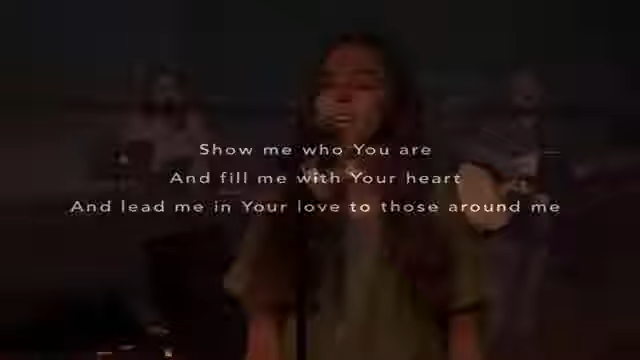 Show me who You are
And fill me with Your heart
And lead me in Your love to those around me